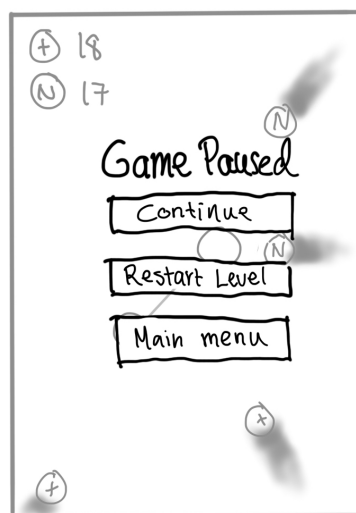 + 18
N 17
N
Game Paused
Continue
N
Restart Level
Main menu
+
+